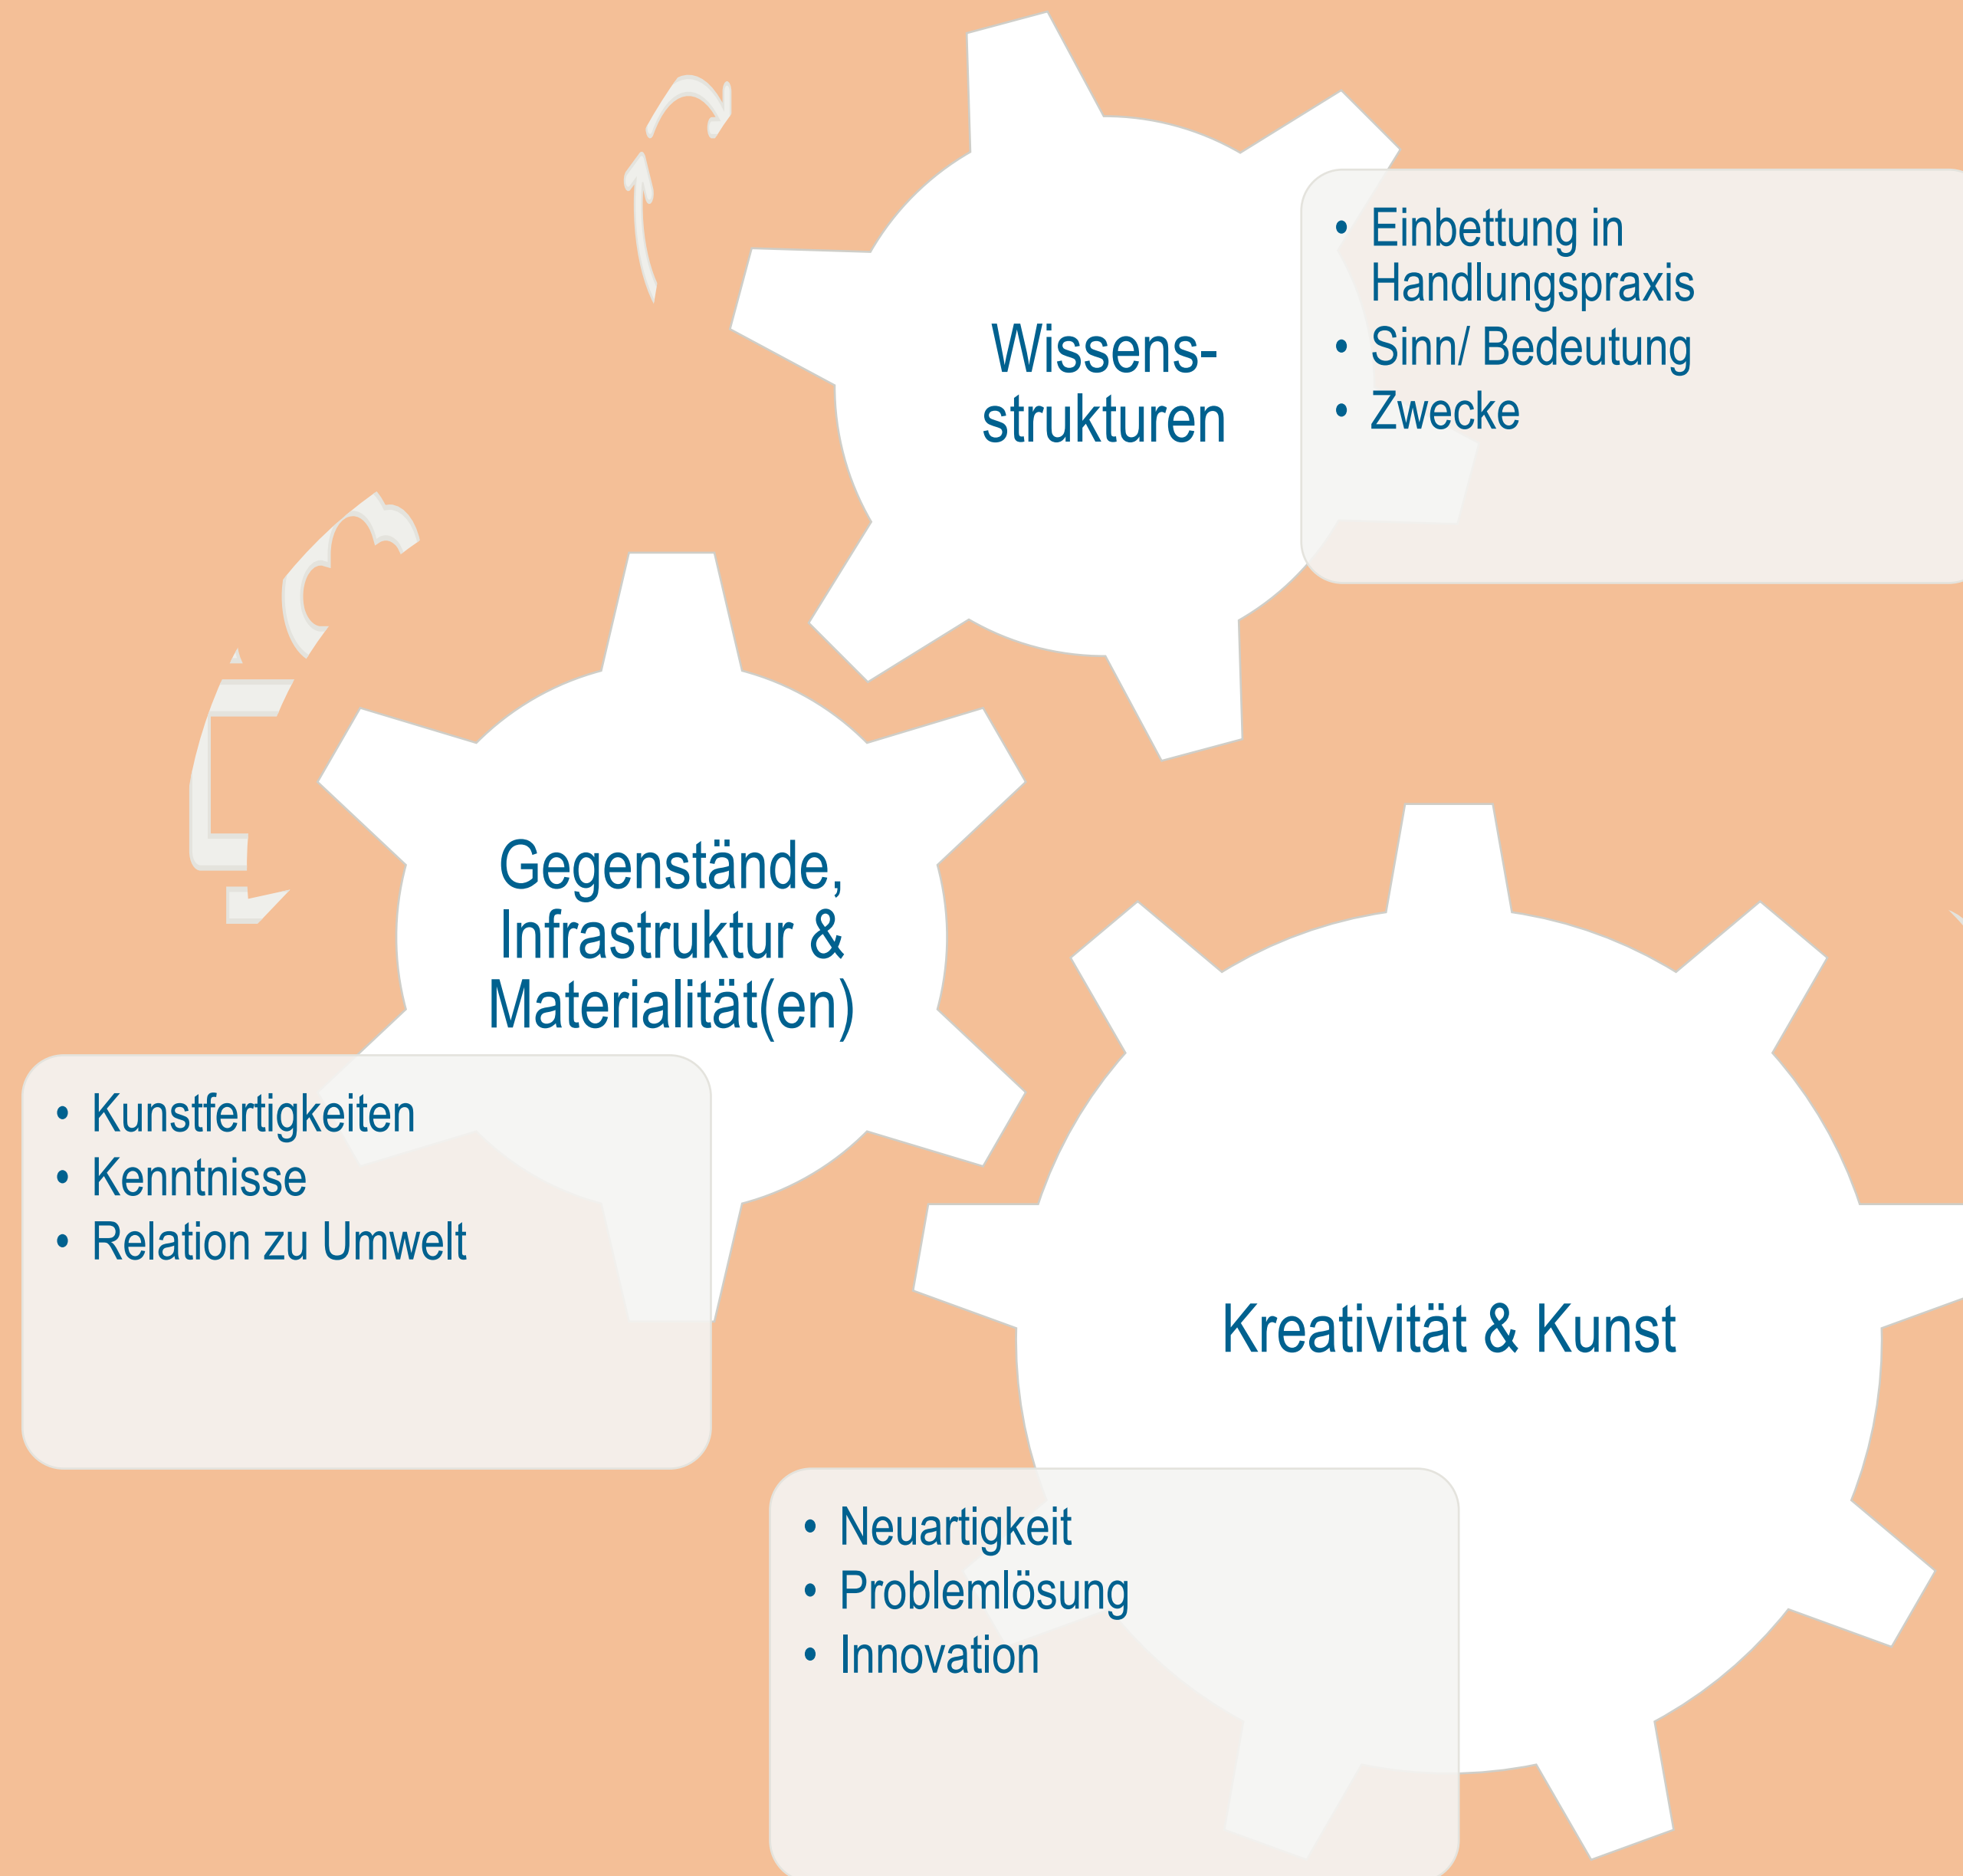 Wissens-
strukturen
• Einbettung in
Handlungspraxis
• Sinn/ Bedeutung
• Zwecke
Gegenstände,
Infrastruktur &
Materialität(en)
• Kunstfertigkeiten
• Kenntnisse
• Relation zu Umwelt
Kreativität & Kunst
• Neuartigkeit
• Problemlösung
• Innovation